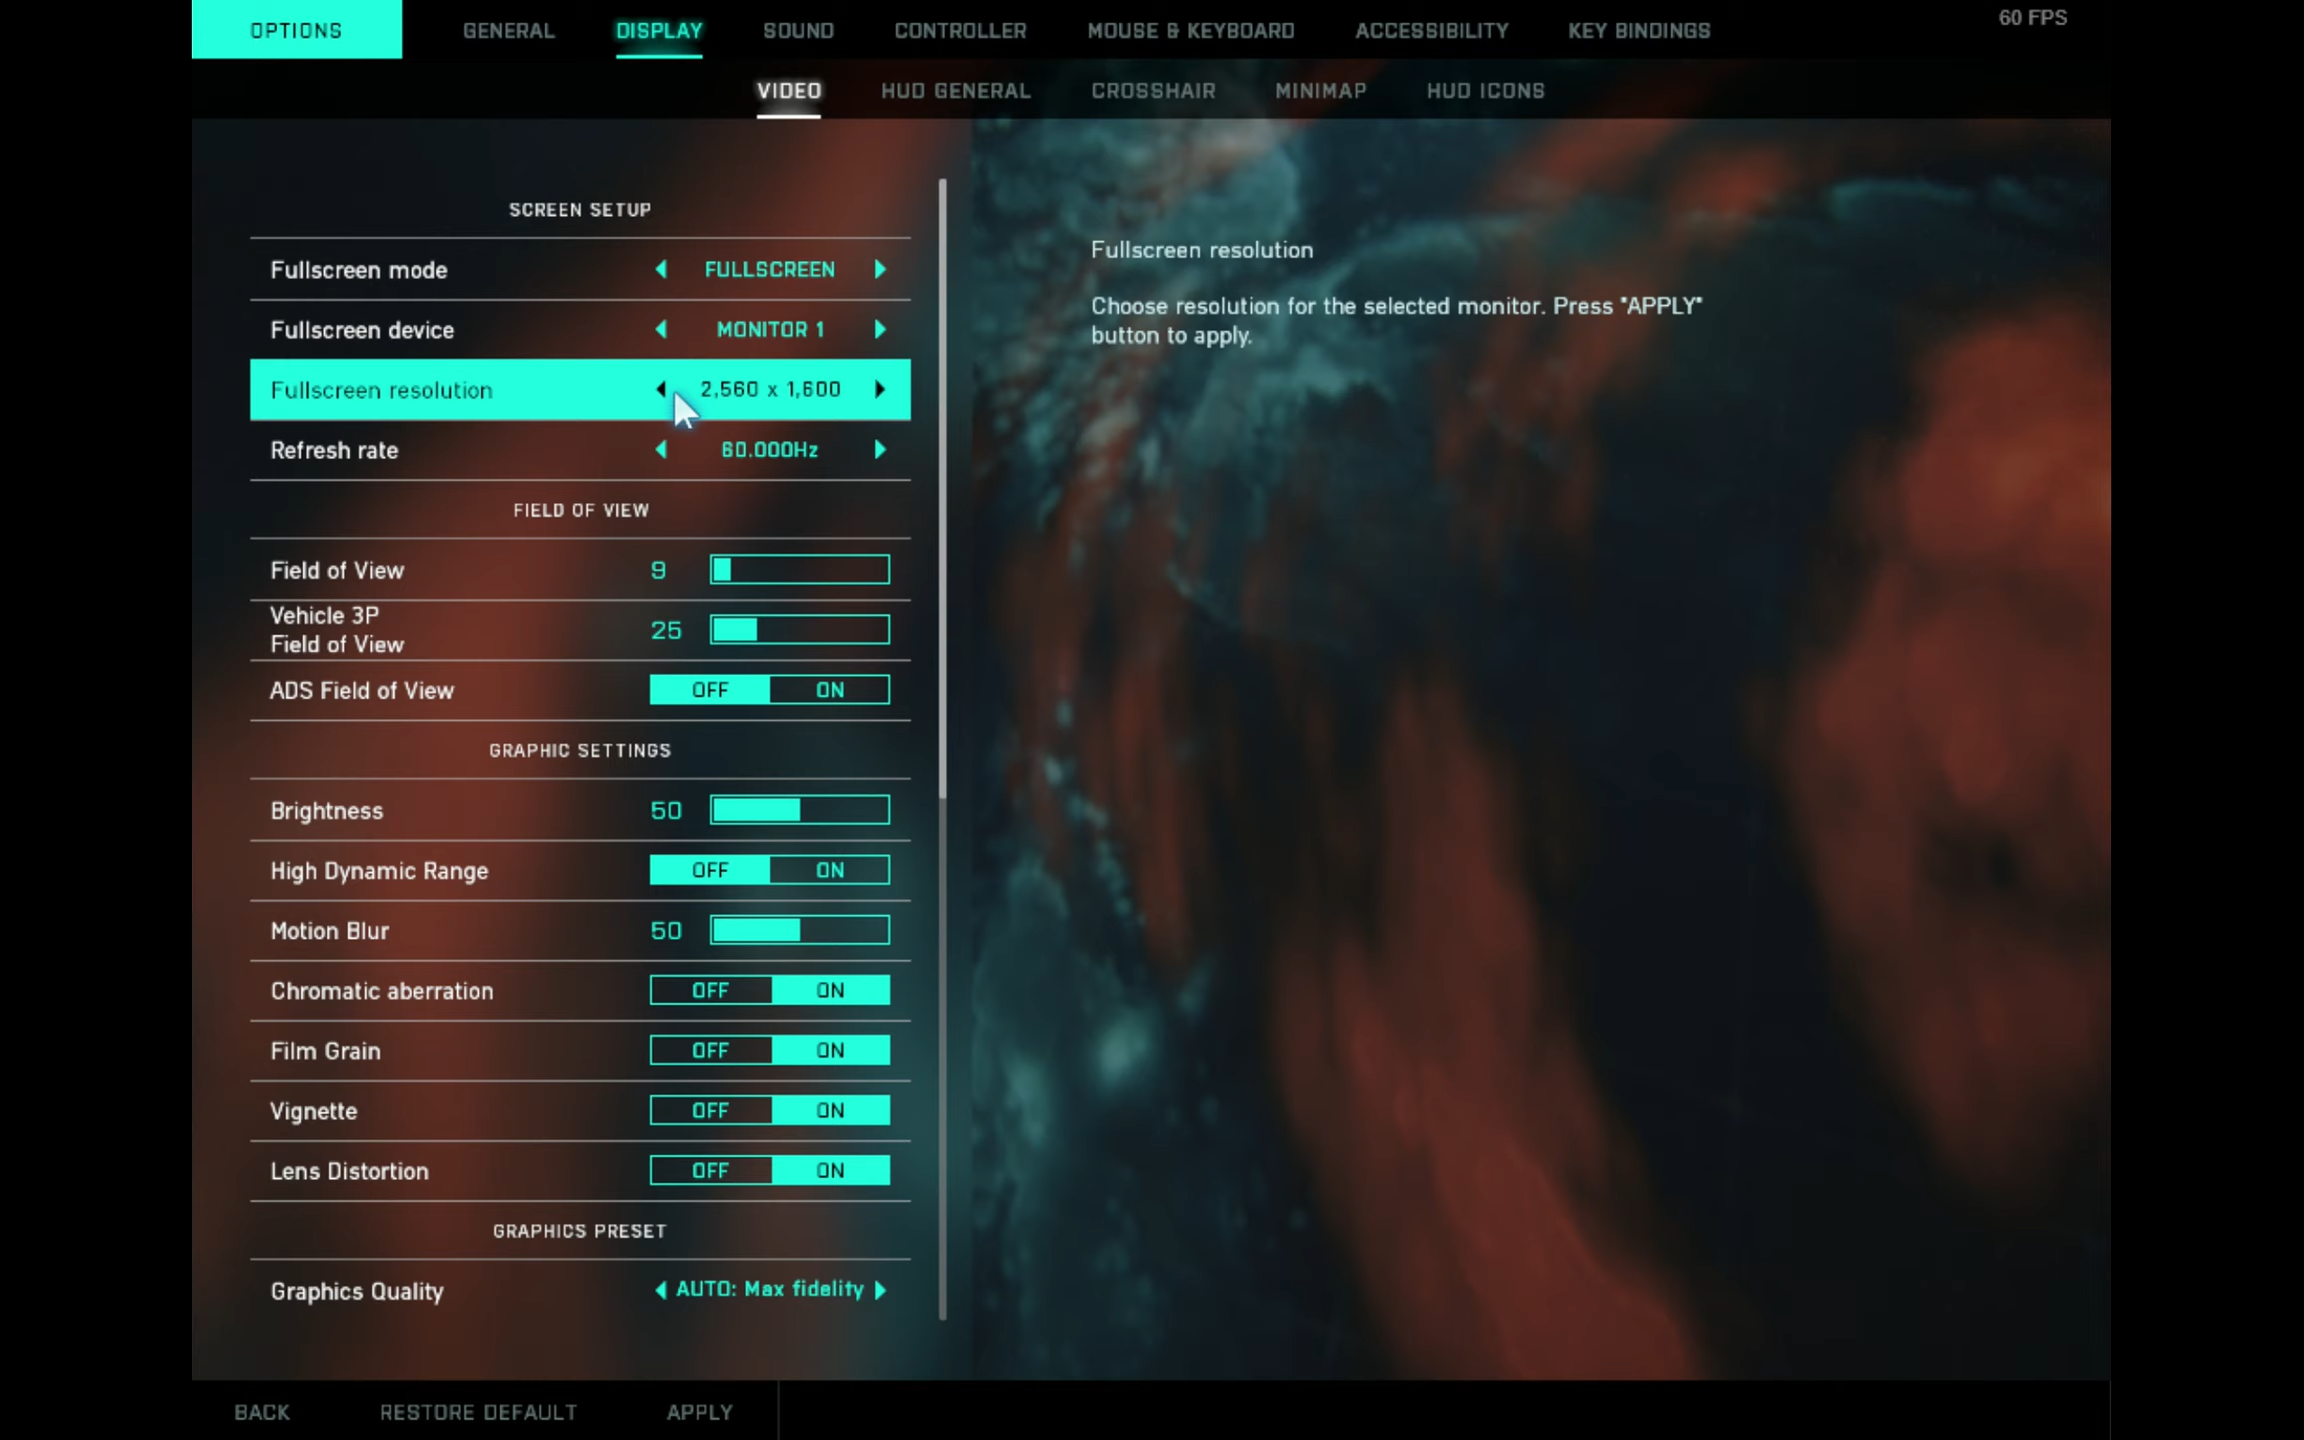 OPTIONS GENERAL DISPLAY SOUND CONTROLLER MOUSE & KEYBOARD ACCESSIBILITY KEY BINDINGS 60 FPS
VIDEO HUD GENERAL CROSSHAIR MINIMAP HUD ICONS
SCREEN SETUP
Fullscreen mode FULLSCREEN
Fullscreen device MONITOR 1
Fullscreen resolution 2,560 x 1,600
Refresh rate 60.000Hz
FIELD OF VIEW
Field of View 9
Vehicle 3P
Field of View 25
ADS Field of View OFF ON
GRAPHIC SETTINGS
Brightness 50
High Dynamic Range OFF ON
Motion Blur 50
Chromatic aberration OFF ON
Film Grain OFF ON
Vignette OFF ON
Lens Distortion OFF ON
GRAPHICS PRESET
Graphics Quality AUTO: Max fidelity
Fullscreen resolution
Choose resolution for the selected monitor. Press "APPLY"
button to apply.
BACK RESTORE DEFAULT APPLY